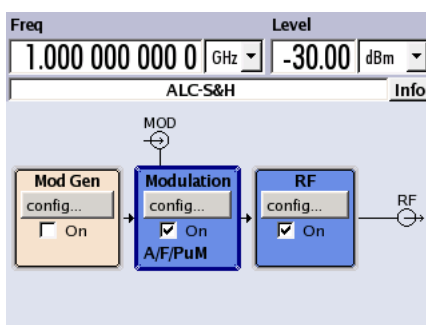 Freq Level
1.000 000 000 0 GHz -30.00 dBm
ALC-S&H Info
MOD
Mod Gen Modulation RF
config... config... config... RF
On On On
A/F/PuM